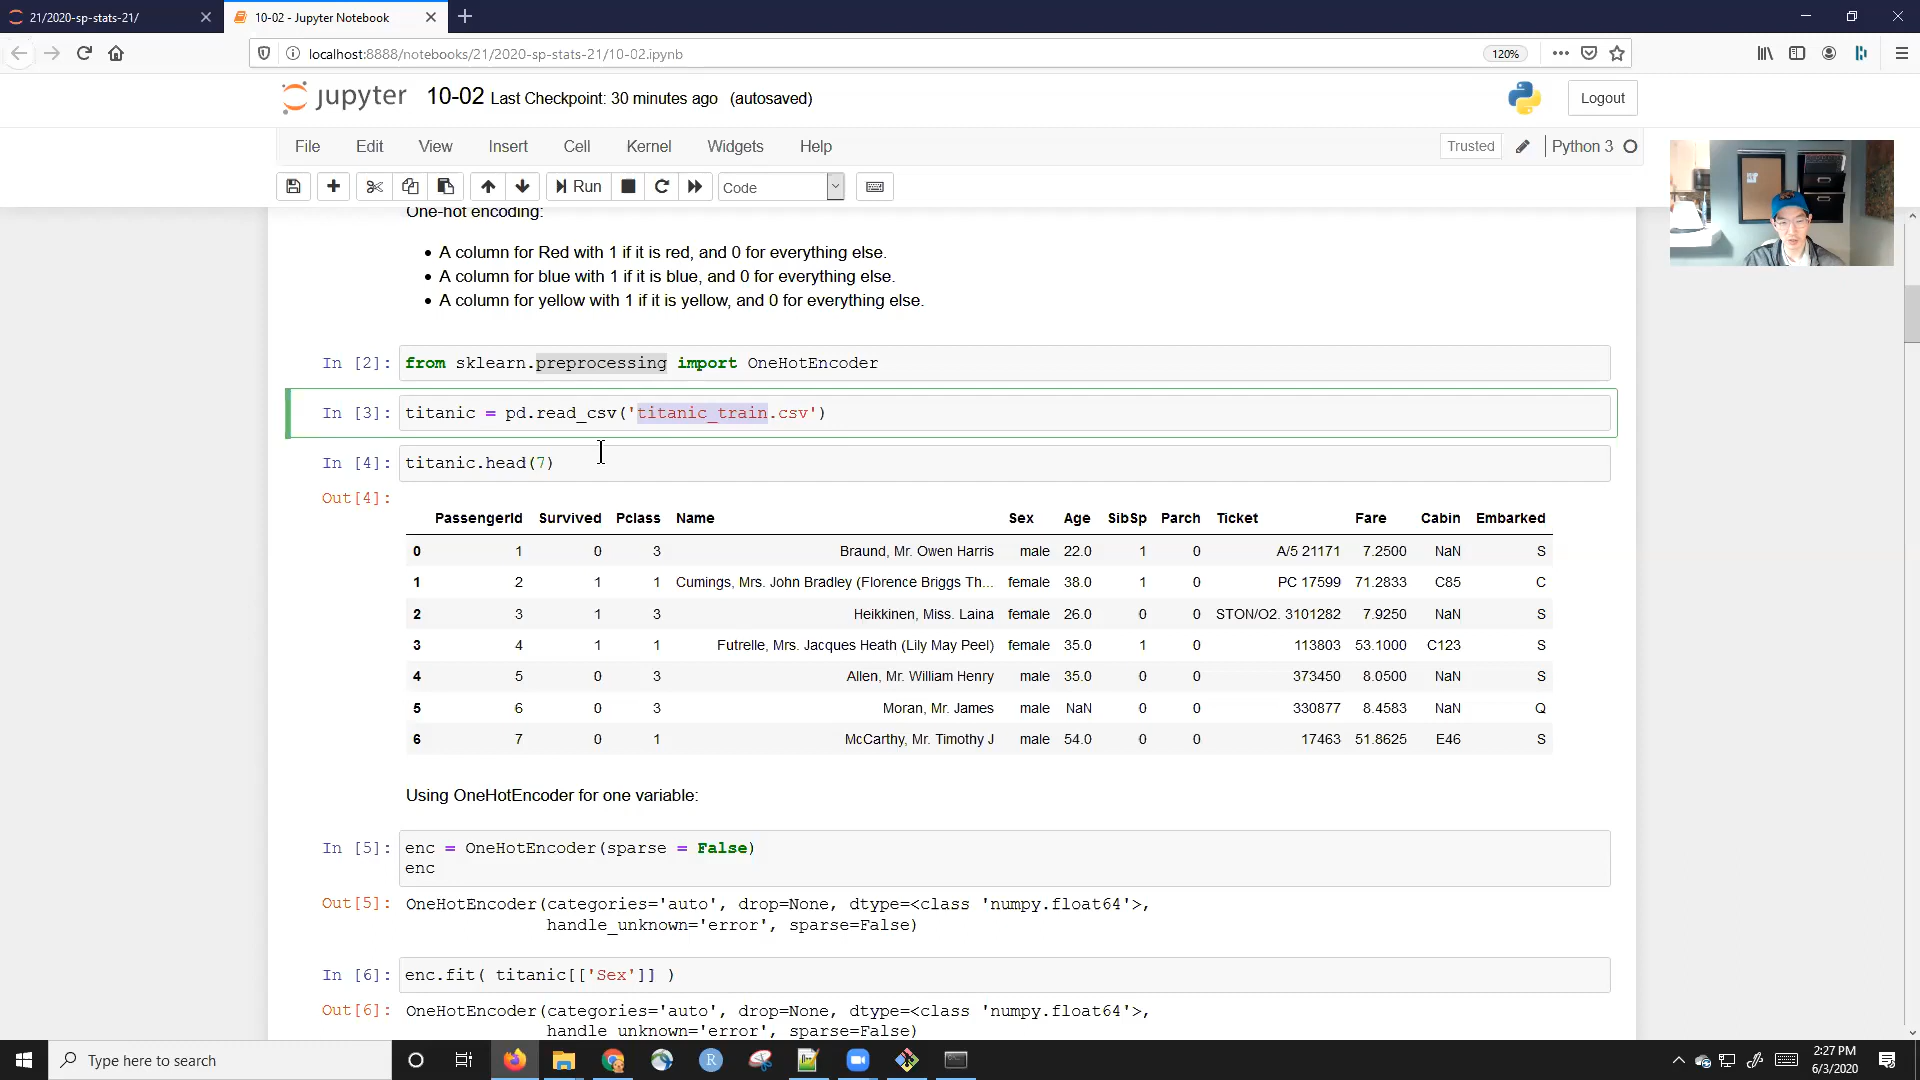 21/2020-sp-stats-21/
10-02 - Jupyter Notebook
localhost:8888/notebooks/21/2020-sp-stats-21/10-02.ipynb
120%
jupyter 10-02 Last Checkpoint: 30 minutes ago (autosaved)
Logout
File Edit View Insert Cell Kernel Widgets Help
Trusted
Python 3
Run
Code
One-hot encoding:
• A column for Red with 1 if it is red, and 0 for everything else.
• A column for blue with 1 if it is blue, and 0 for everything else.
• A column for yellow with 1 if it is yellow, and 0 for everything else.
In [2]: from sklearn.preprocessing import OneHotEncoder
In [3]: titanic = pd.read_csv('titanic_train.csv')
In [4]: titanic.head(7)
Out[4]:
PassengerId Survived Pclass Name Sex Age SibSp Parch Ticket Fare Cabin Embarked
0 1 0 3 Braund, Mr. Owen Harris male 22.0 1 0 A/5 21171 7.2500 NaN S
1 2 1 1 Cumings, Mrs. John Bradley (Florence Briggs Th... female 38.0 1 0 PC 17599 71.2833 C85 C
2 3 1 3 Heikkinen, Miss. Laina female 26.0 0 0 STON/O2. 3101282 7.9250 NaN S
3 4 1 1 Futrelle, Mrs. Jacques Heath (Lily May Peel) female 35.0 1 0 113803 53.1000 C123 S
4 5 0 3 Allen, Mr. William Henry male 35.0 0 0 373450 8.0500 NaN S
5 6 0 3 Moran, Mr. James male NaN 0 0 330877 8.4583 NaN Q
6 7 0 1 McCarthy, Mr. Timothy J male 54.0 0 0 17463 51.8625 E46 S
Using OneHotEncoder for one variable:
In [5]: enc = OneHotEncoder(sparse = False)
enc
Out[5]: OneHotEncoder(categories='auto', drop=None, dtype=<class 'numpy.float64'>,
handle_unknown='error', sparse=False)
In [6]: enc.fit( titanic[['Sex']] )
Out[6]: OneHotEncoder(categories='auto', drop=None, dtype=<class 'numpy.float64'>,
handle_unknown='error', sparse=False)
Type here to search
2:27 PM
6/3/2020